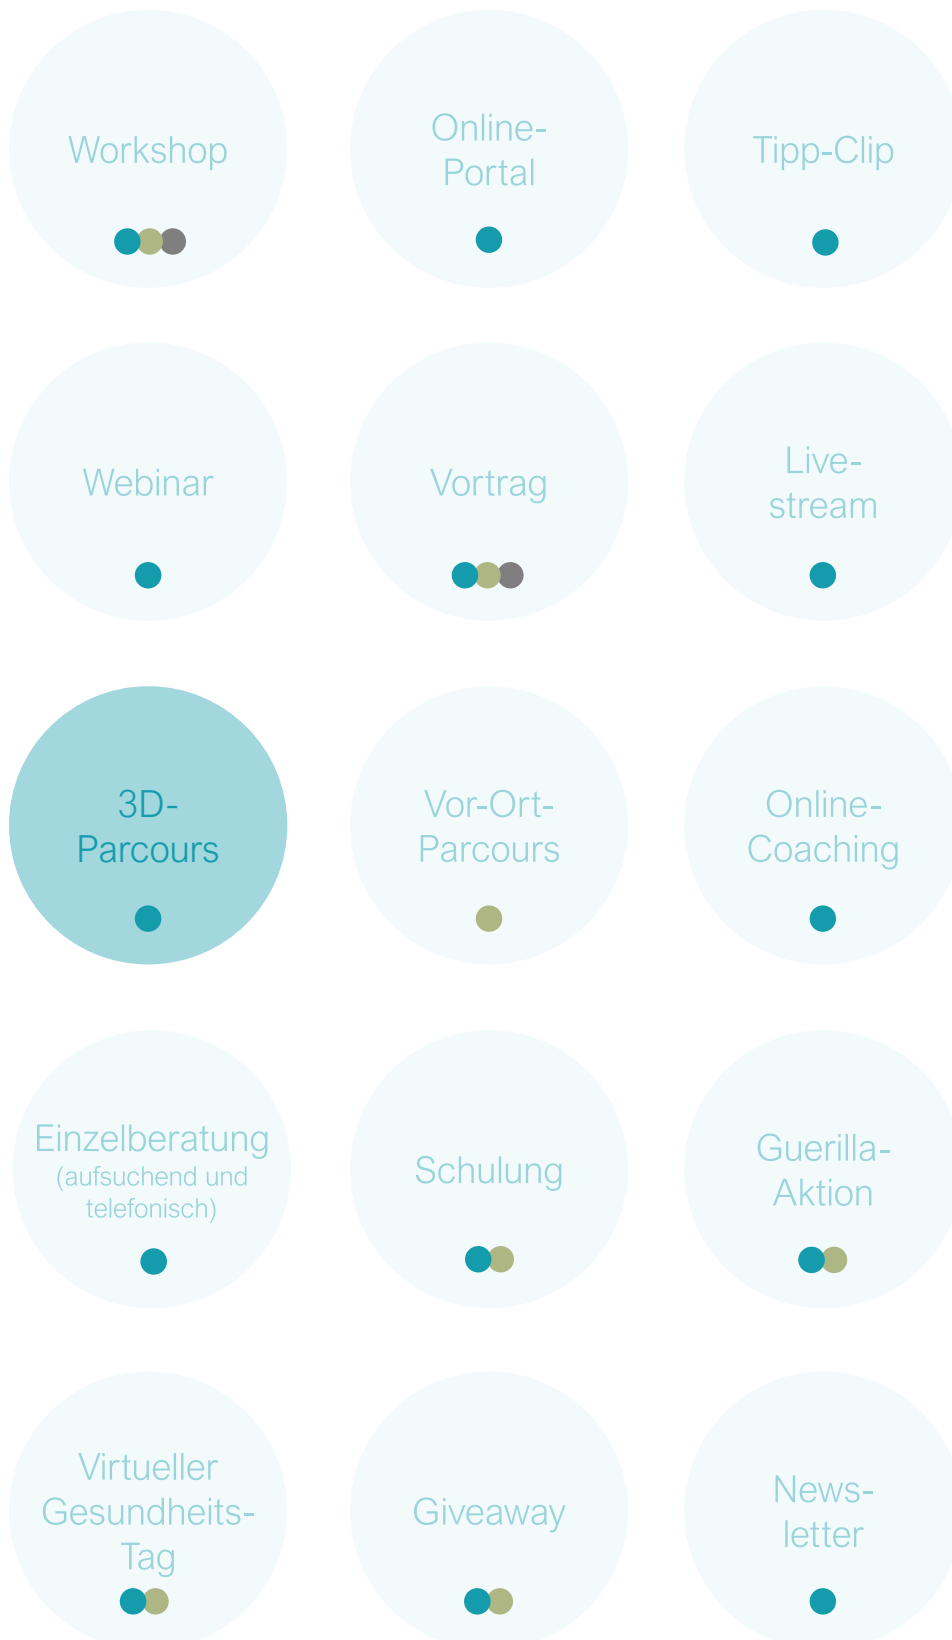 Workshop
Online-
Portal
Tipp-Clip
Webinar
Vortrag
Live-
stream
3D-
Parcours
Vor-Ort-
Parcours
Online-
Coaching
Einzelberatung
(aufsuchend und
telefonisch)
Schulung
Guerilla-
Aktion
Virtueller
Gesundheits-
Tag
Giveaway
News-
letter